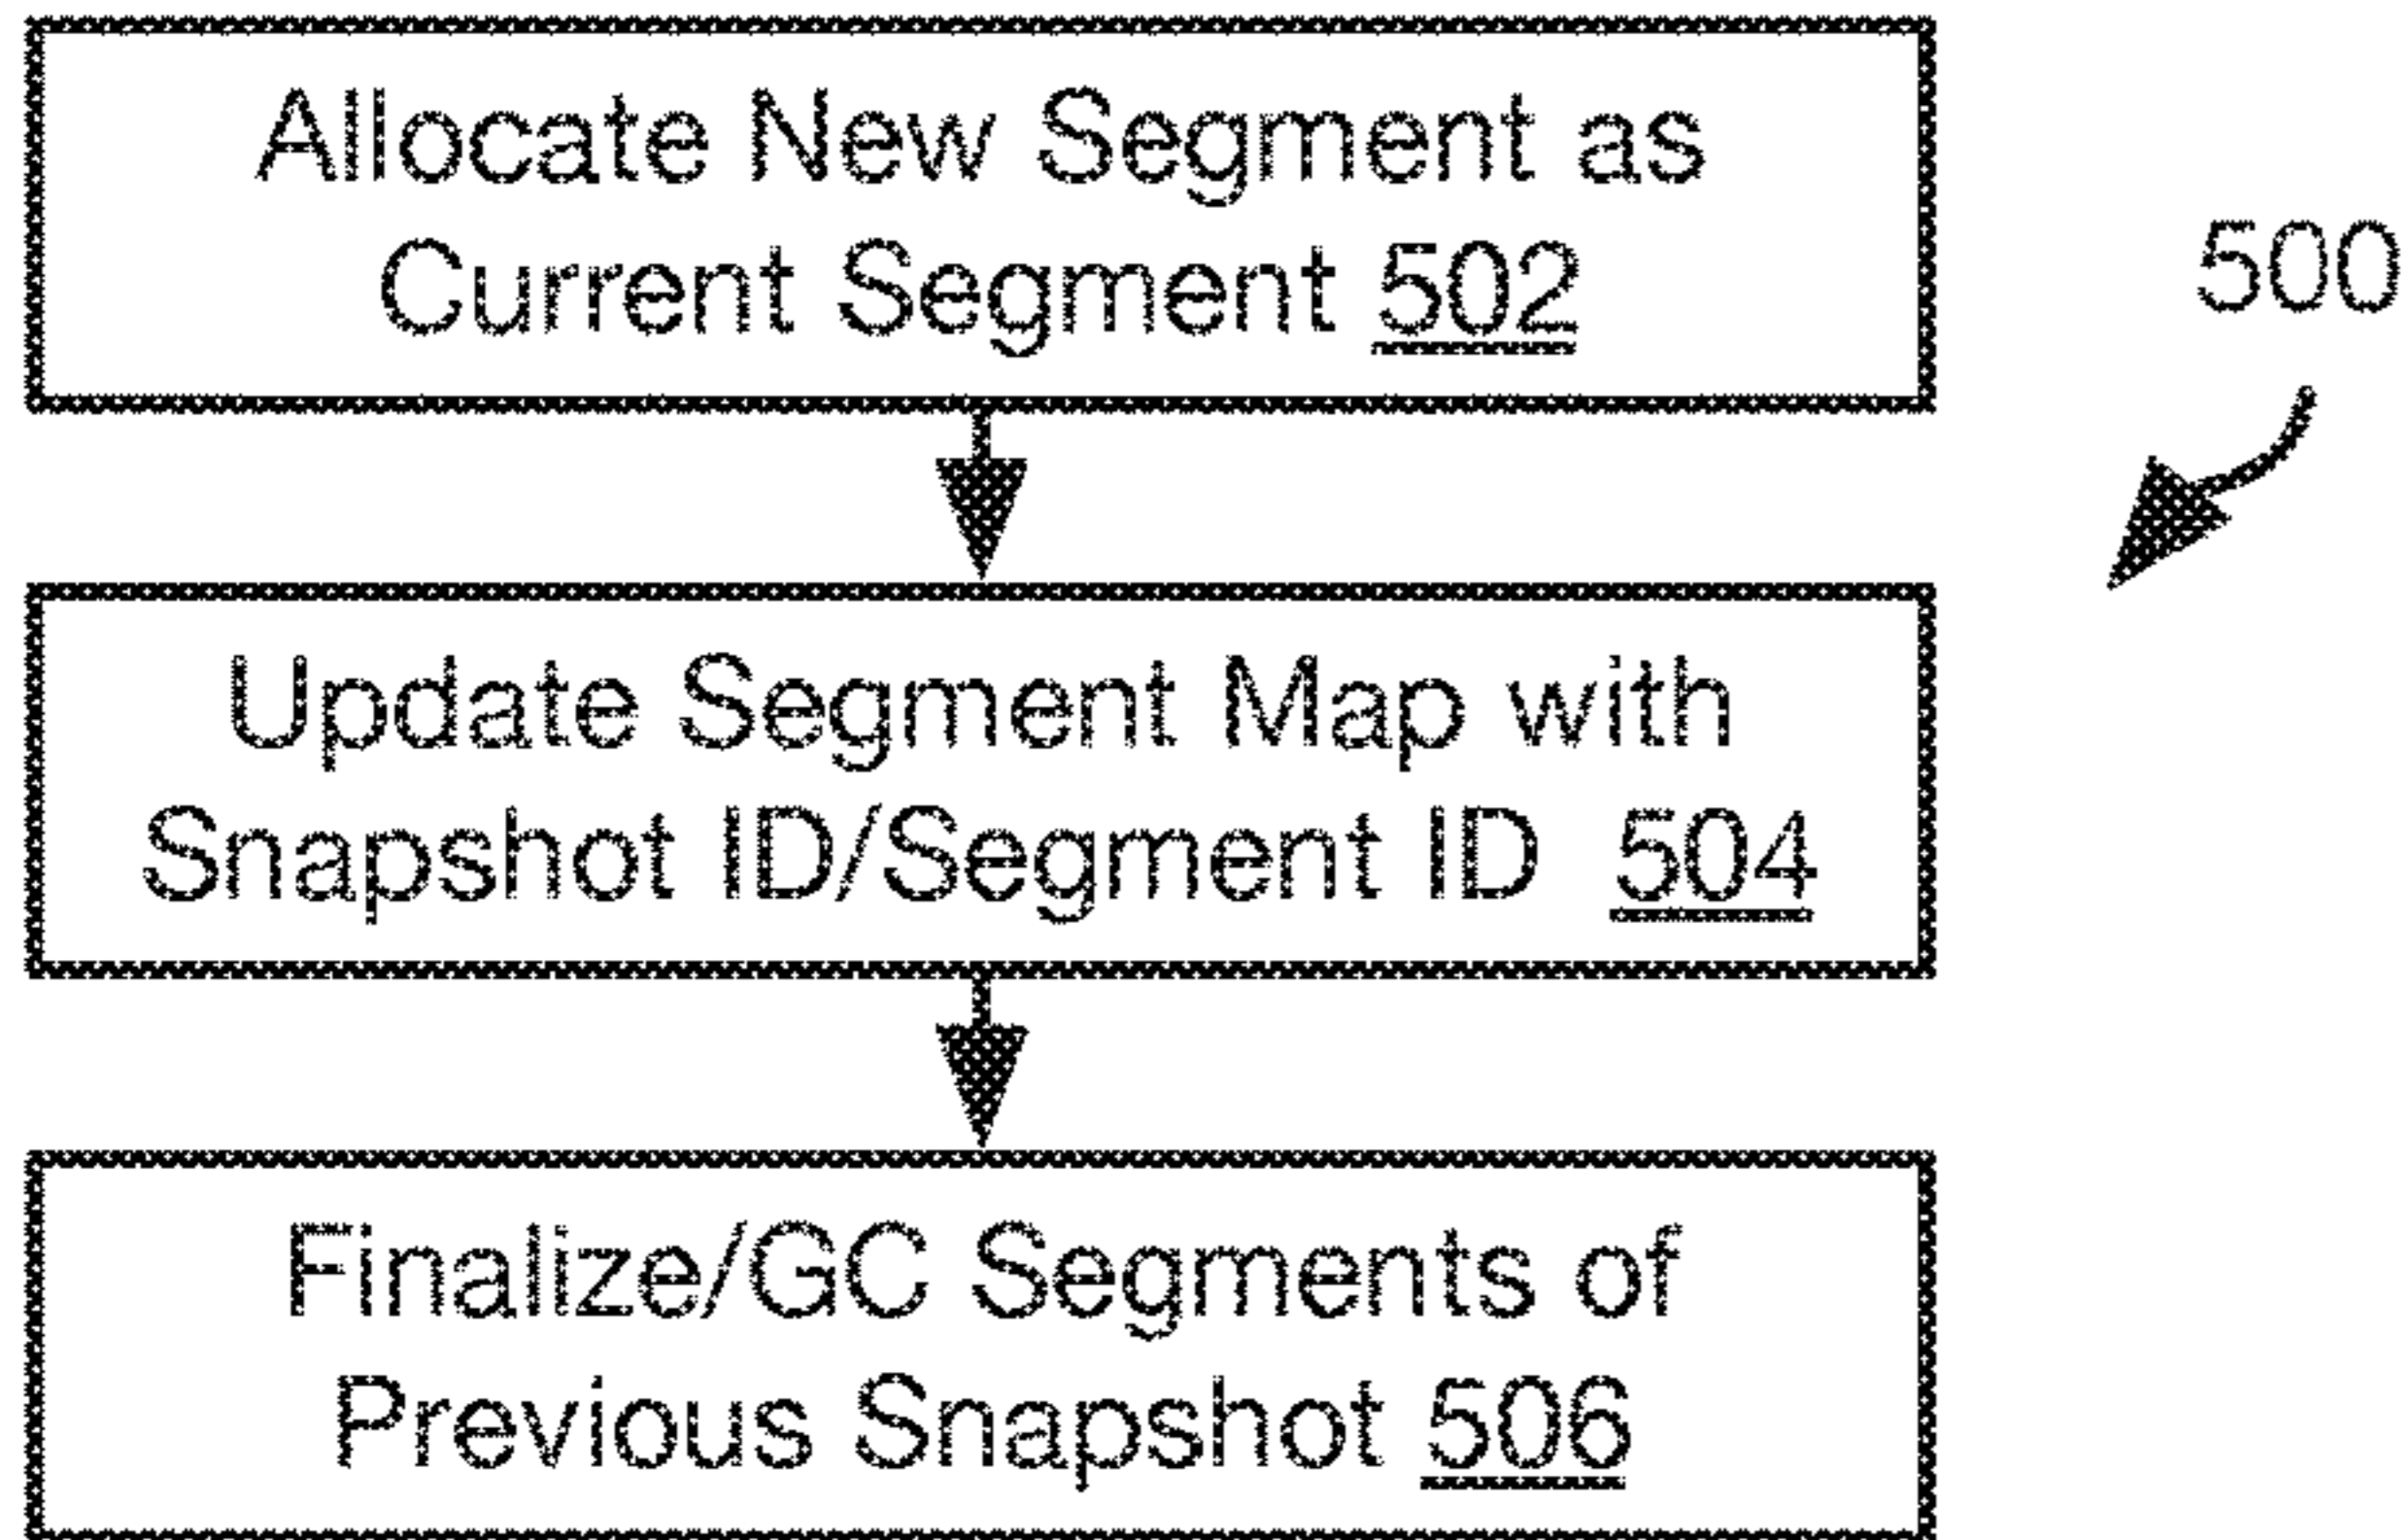 Allocate New Segment as
Current Segment 502
500
Update Segment Map with
Snapshot ID/Segment ID 504
Finalize/GC Segments of
Previous Snapshot 506